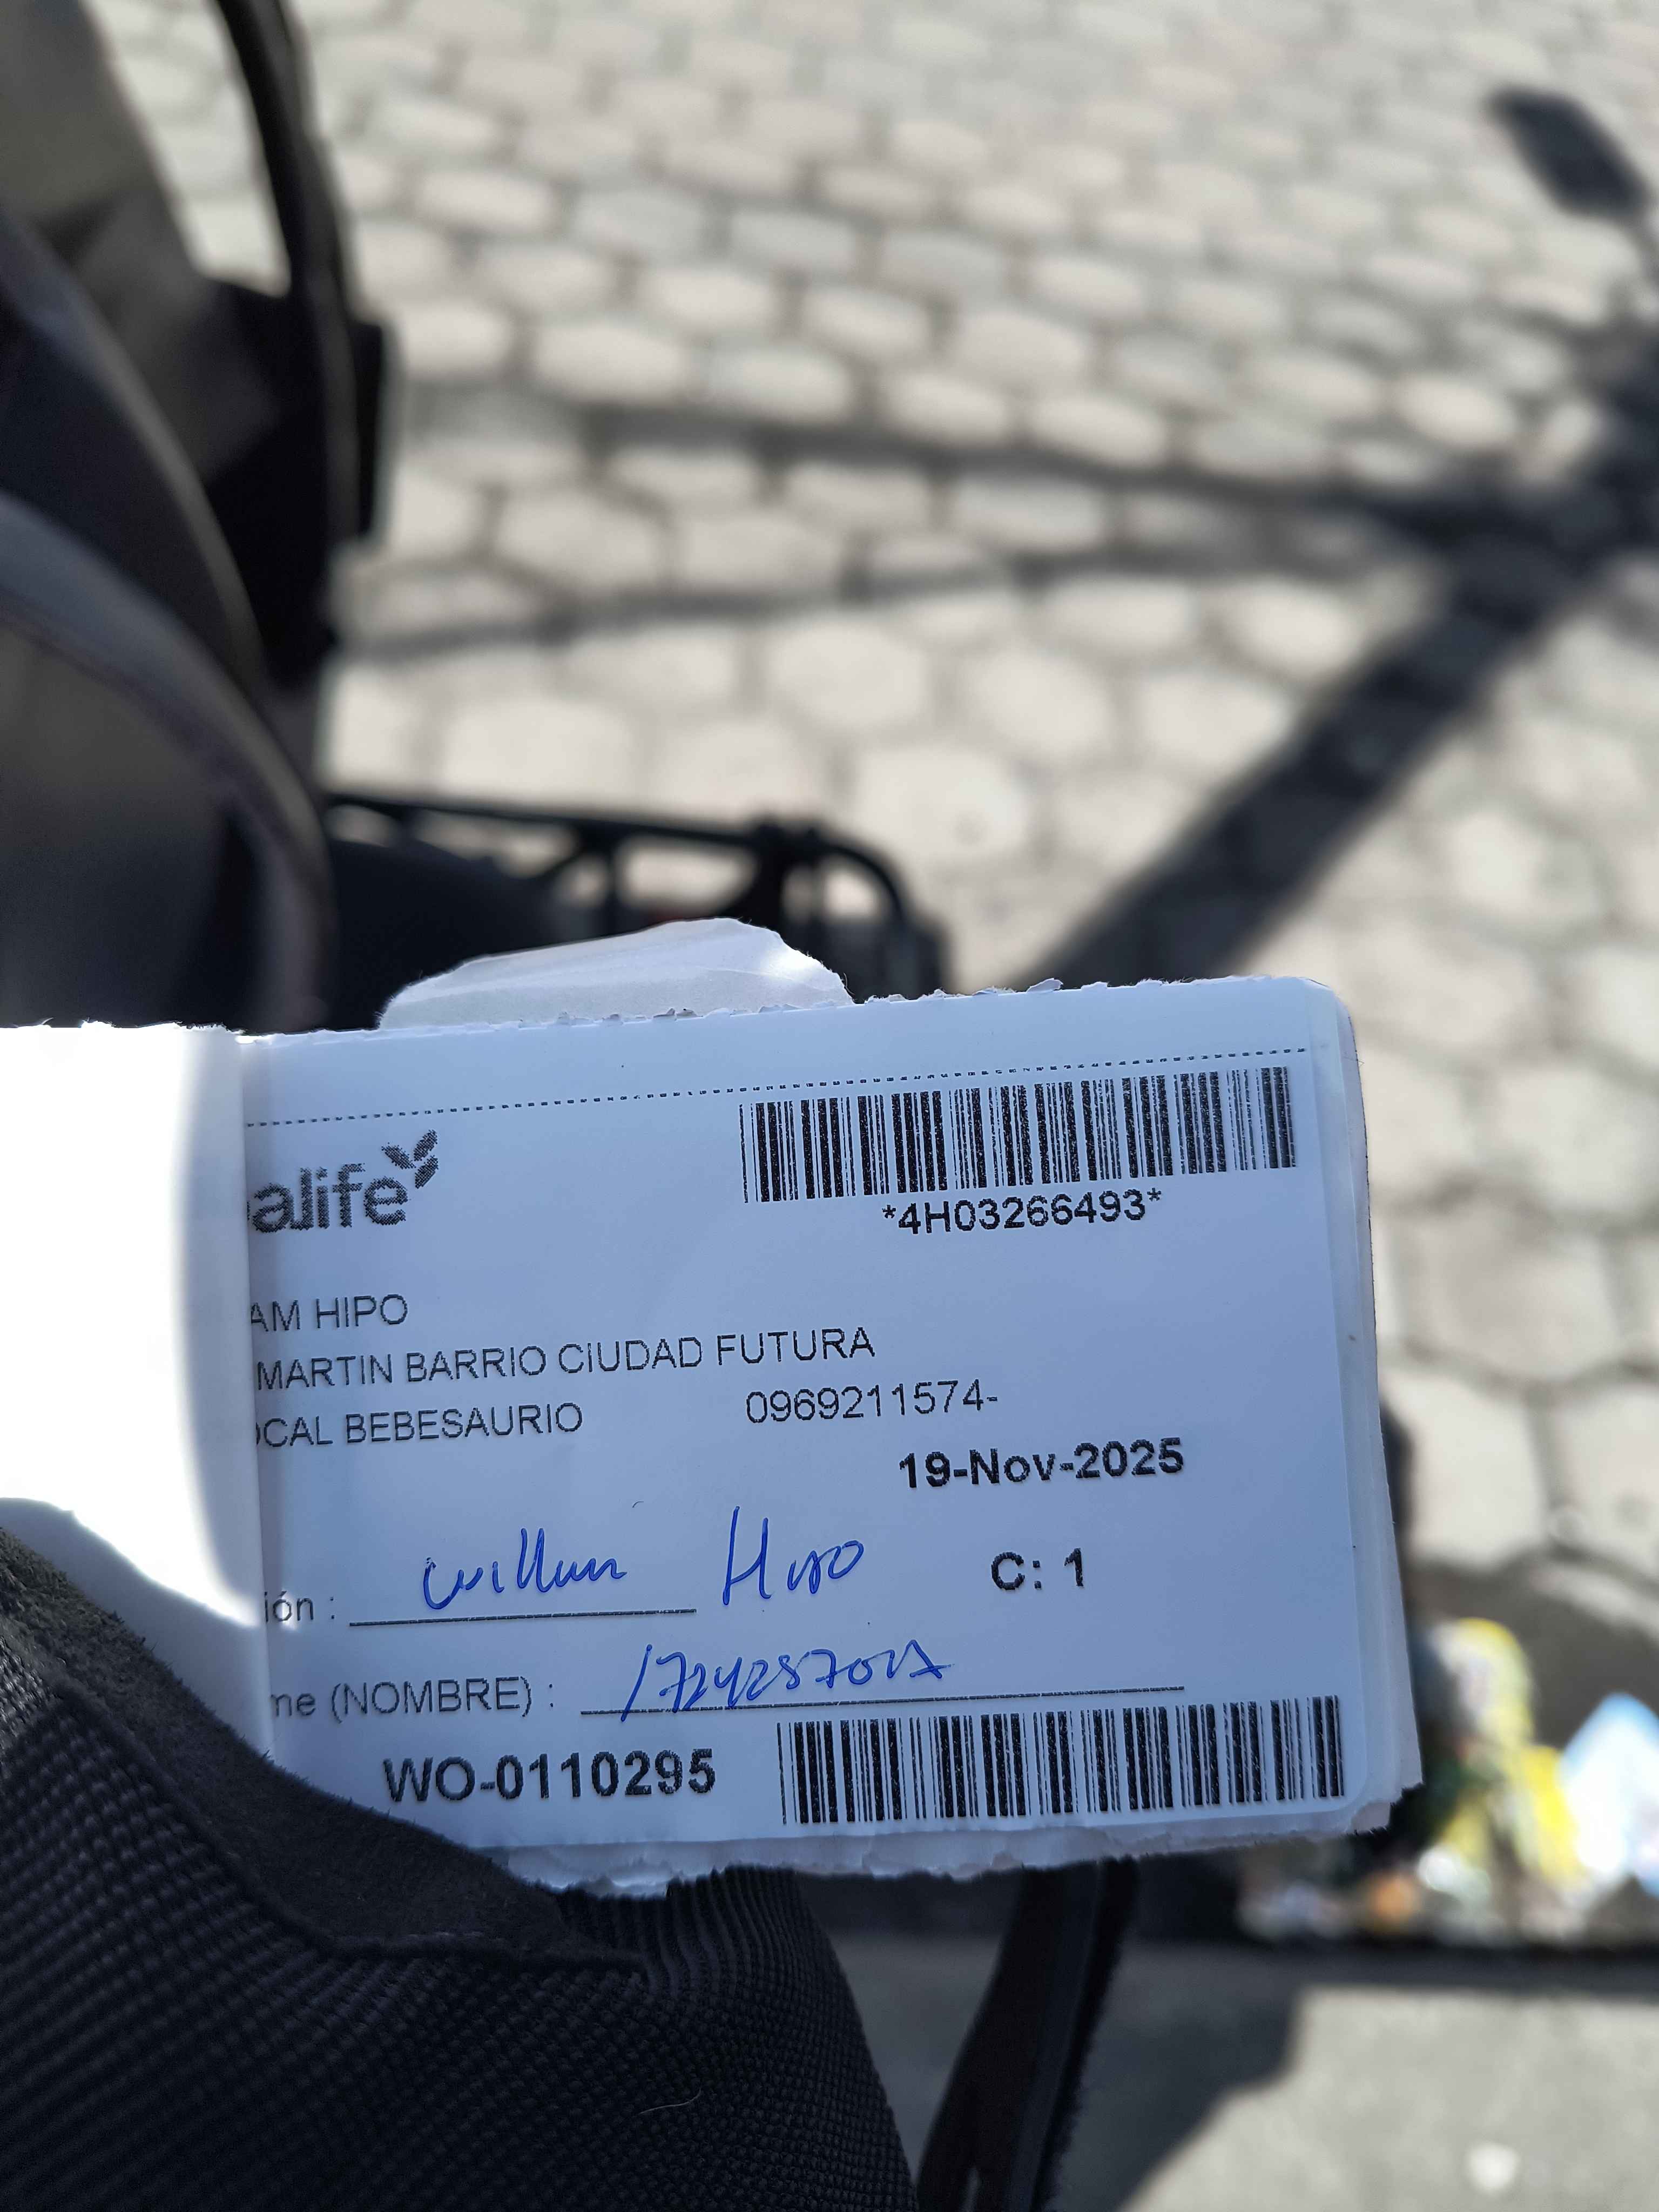 alife
*4H03266493*
AM HIPO
MARTIN BARRIO CIUDAD FUTURA
OCAL BEBESAURIO 0969211574-
19-Nov-2025
ión : Hipo C: 1
me (NOMBRE) :
WO-0110295